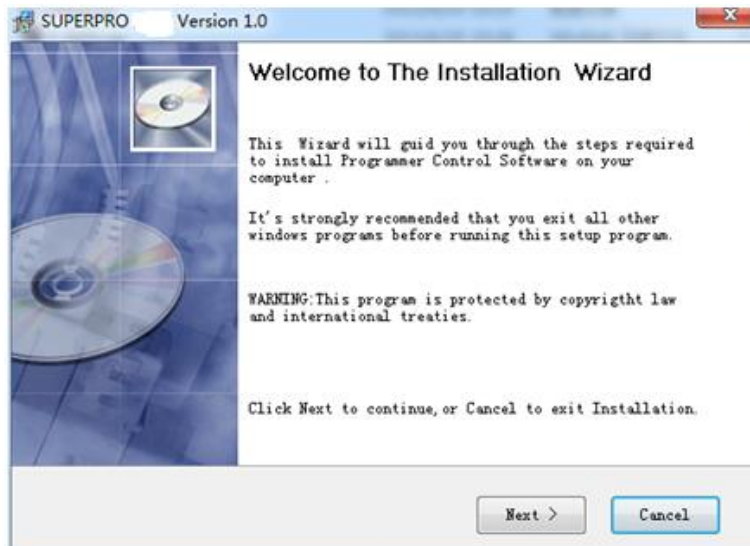 SUPERPRO Version 1.0
Welcome to The Installation Wizard
This Wizard will guid you through the steps required
to install Programmer Control Software on your
computer .
It's strongly recommended that you exit all other
windows programs before running this setup program.
WARNING:This program is protected by copyrigtht law
and international treaties.
Click Next to continue,or Cancel to exit Installation.
Next >
Cancel